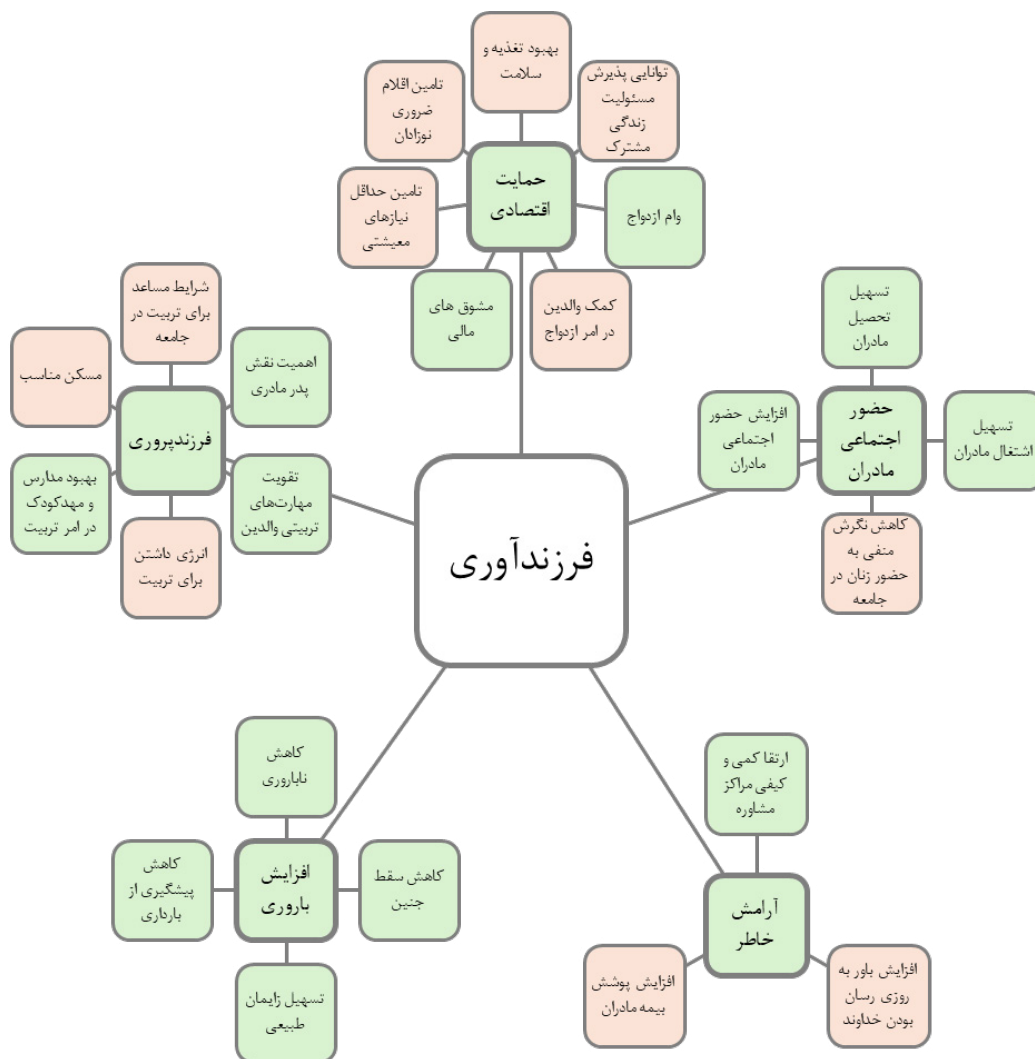 بهبود تغذیه و
سلامت
توانایی پذیرش
مسئولیت
زندگی
مشترک
تامین اقلام
ضروری
نوزادان
حمایت
اقتصادی
تامین حداقل
نیازهای
معیشتی
وام ازدواج
مشوق های
مالی
کمک والدین
در امر ازدواج
تسهیل
تحصیل
مادران
حضور
اجتماعی
مادران
افزایش حضور
اجتماعی
مادران
تسهیل
اشتغال مادران
کاهش نگرش
منفی به
حضور زنان در
جامعه
شرایط مساعد
برای تربیت در
جامعه
اهمیت نقش
پدر مادری
مسکن مناسب
فرزندپروری
تقویت
مهارت‌های
تربیتی والدین
بهبود مدارس
و مهدکودک
در امر تربیت
انرژی داشتن
برای تربیت
فرزندآوری
کاهش
ناباروری
افزایش
باروری
کاهش سقط
جنین
کاهش
پیشگیری از
بارداری
تسهیل زایمان
طبیعی
ارتقا کمی و
کیفی مراکز
مشاوره
آرامش
خاطر
افزایش باور به
روزی رسان
بودن خداوند
افزایش پوشش
بیمه مادران